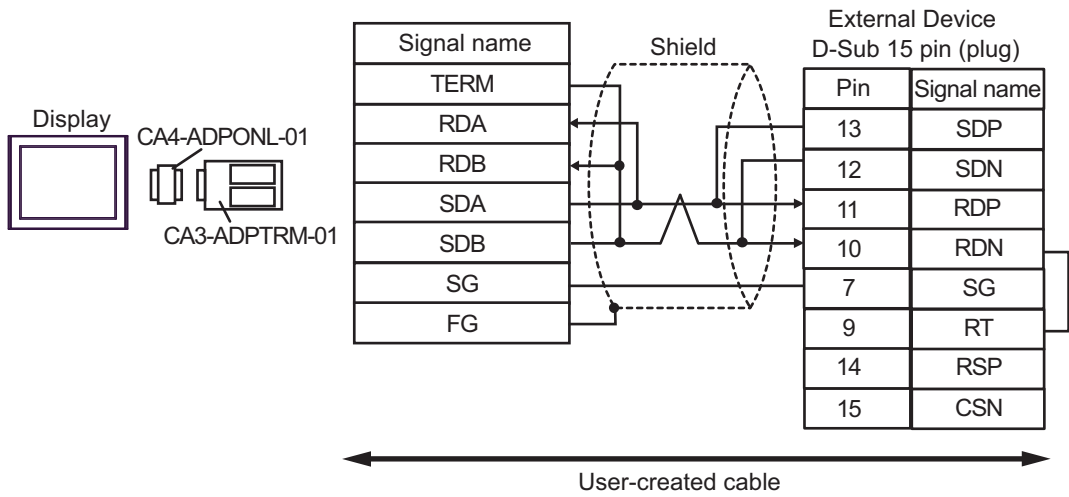 Display
CA4-ADPONL-01
CA3-ADPTRM-01
Signal name
TERM
RDA
RDB
SDA
SDB
SG
FG
Shield
External Device
D-Sub 15 pin (plug)
Pin Signal name
13 SDP
12 SDN
11 RDP
10 RDN
7 SG
9 RT
14 RSP
15 CSN
User-created cable